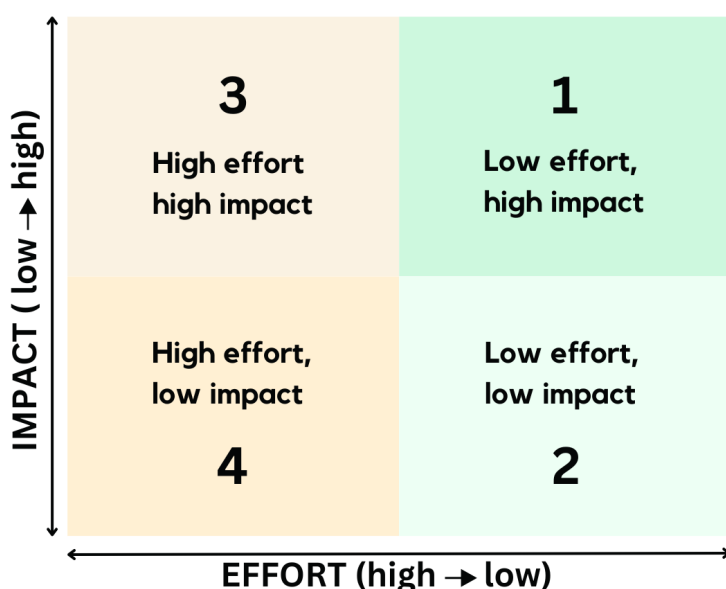 IMPACT ( low → high)
3
High effort
high impact
1
Low effort,
high impact
High effort,
low impact
4
Low effort,
low impact
2
EFFORT (high → low)